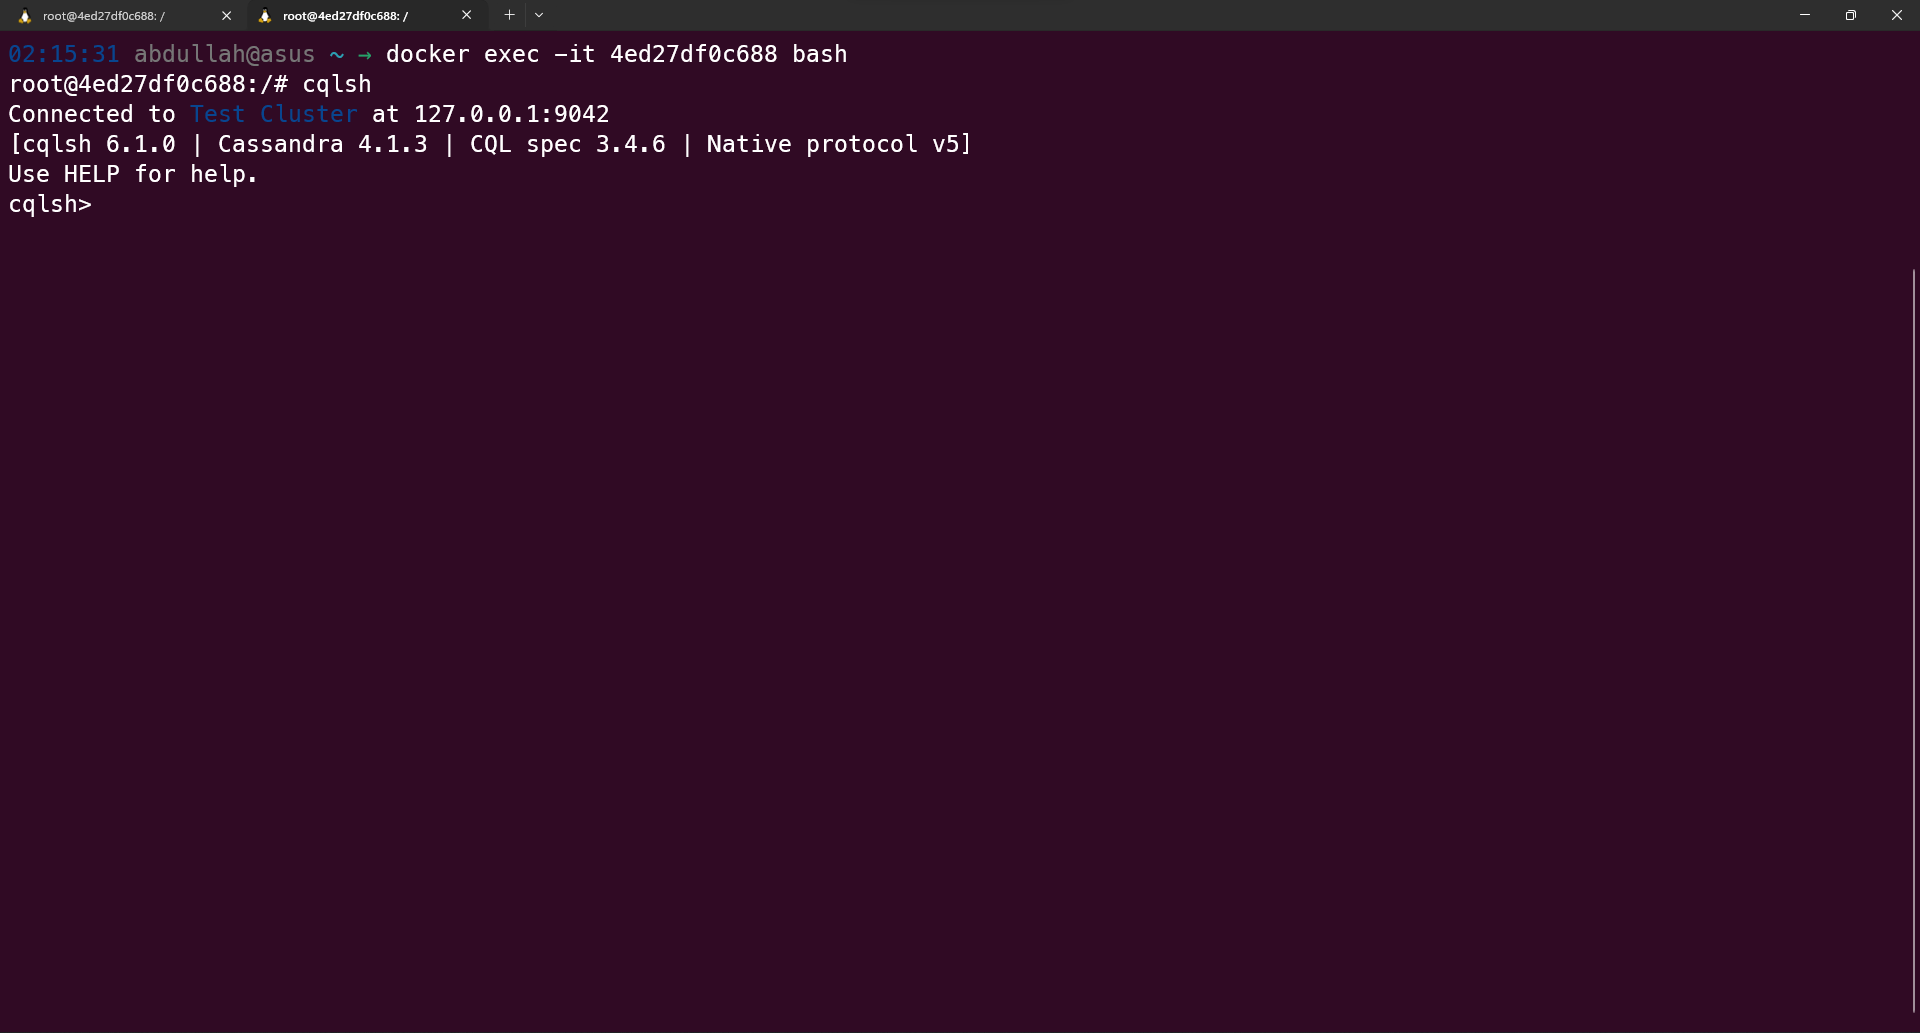 root@4ed27df0c688: /
root@4ed27df0c688: /
02:15:31 abdullah@asus ~ → docker exec -it 4ed27df0c688 bash
root@4ed27df0c688:/# cqlsh
Connected to Test Cluster at 127.0.0.1:9042
[cqlsh 6.1.0 | Cassandra 4.1.3 | CQL spec 3.4.6 | Native protocol v5]
Use HELP for help.
cqlsh>